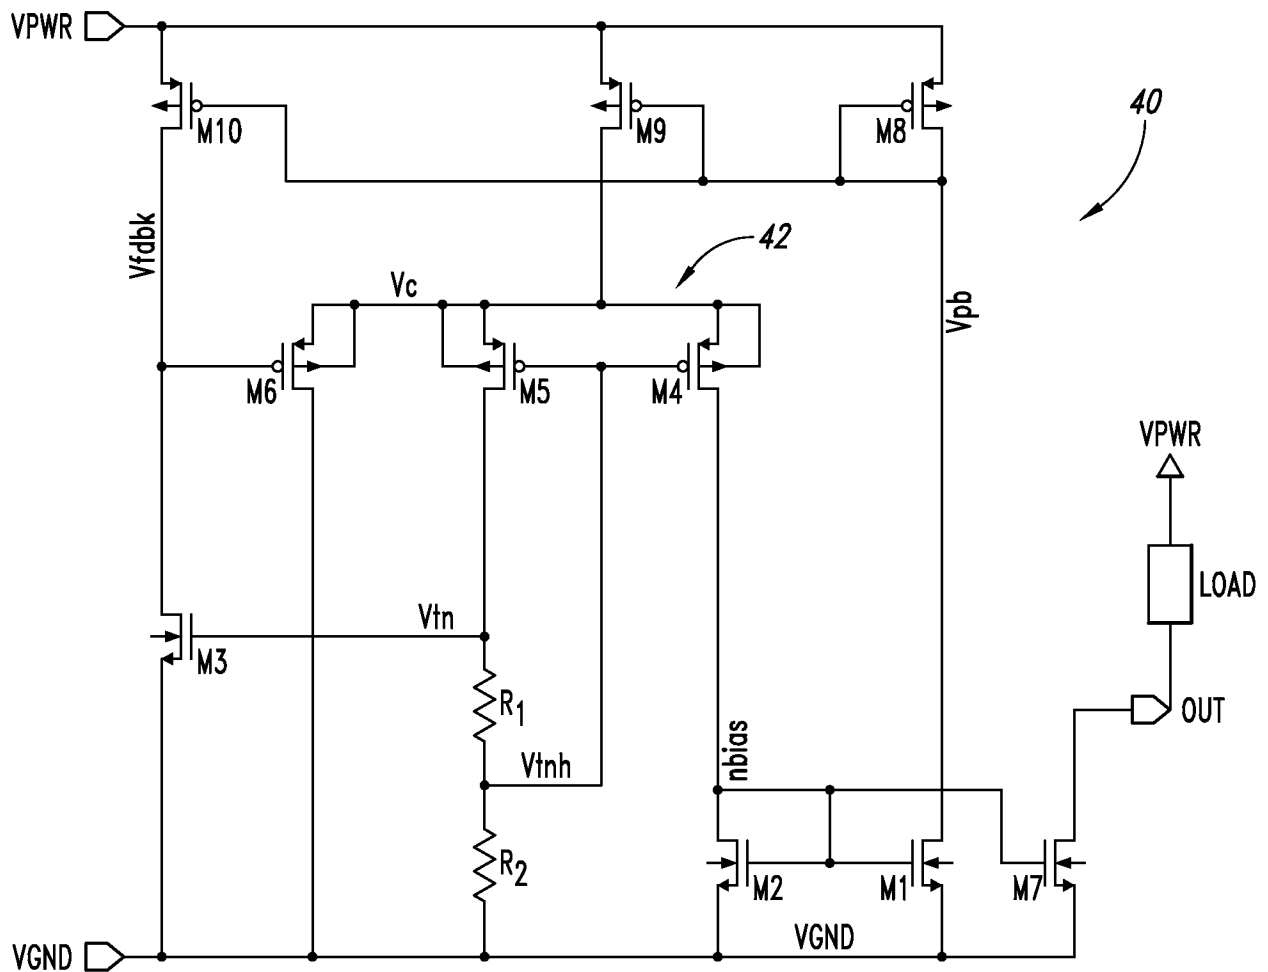 VPWR
40
M10
M9
M8
Vfdbk
42
Vc
Vpb
M6
M5
M4
VPWR
LOAD
Vtn
M3
R1
OUT
nbias
Vtnh
R2
M2
M1
M7
VGND
VGND